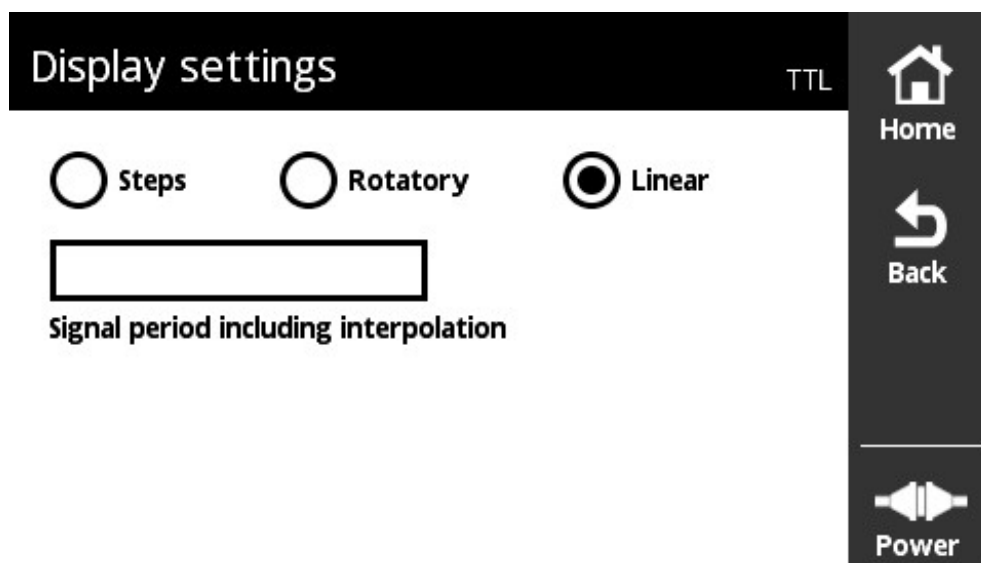 Display settings
TTL
Home
Steps
Rotatory
Linear
Back
Signal period including interpolation
Power